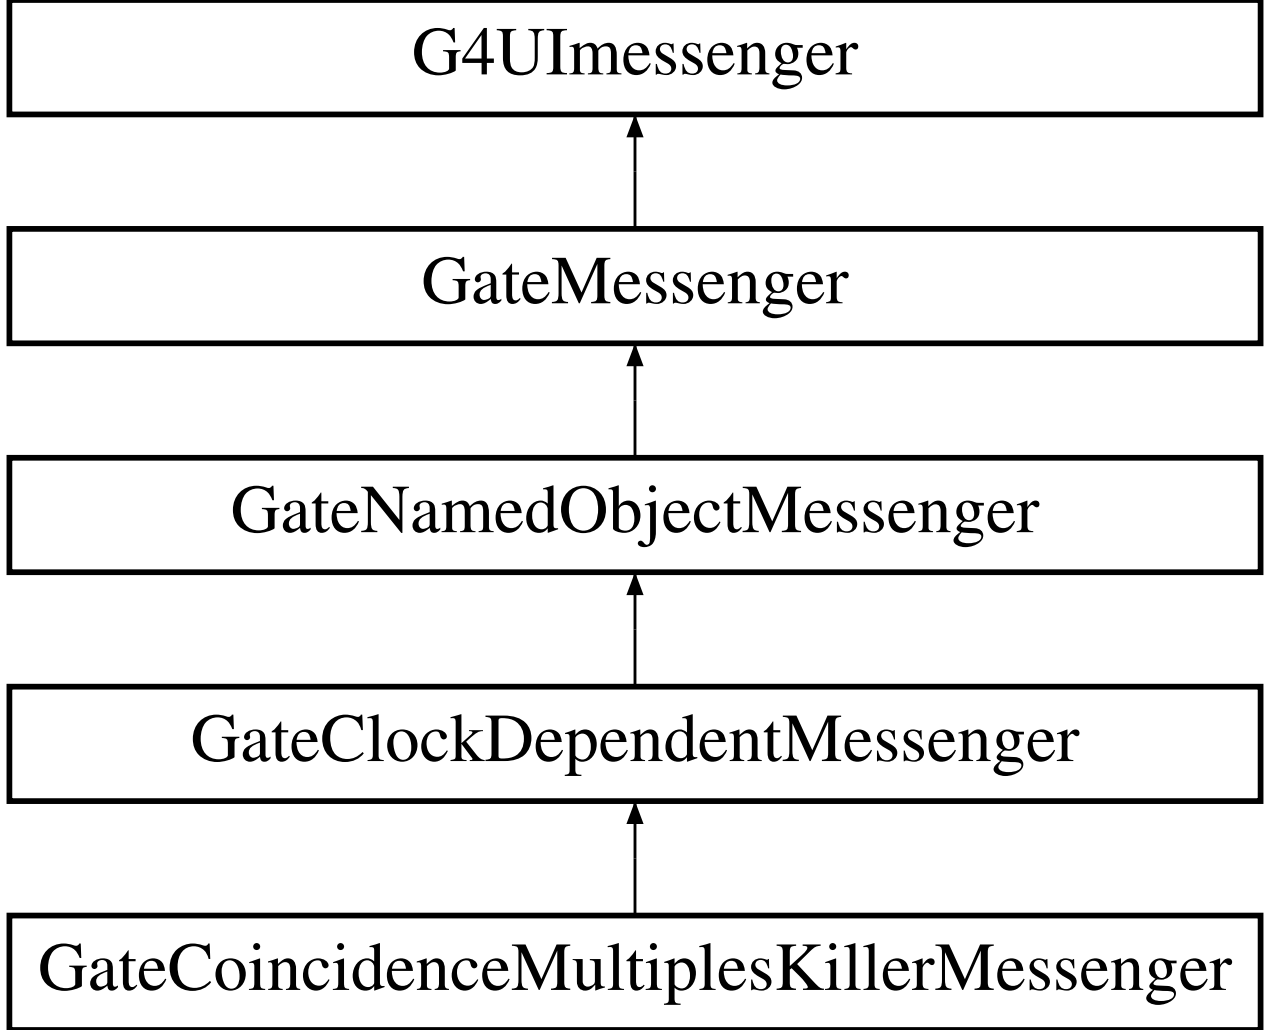 G4UImessenger
GateMessenger
GateNamedObjectMessenger
GateClockDependentMessenger
GateCoincidenceMultiplesKillerMessenger